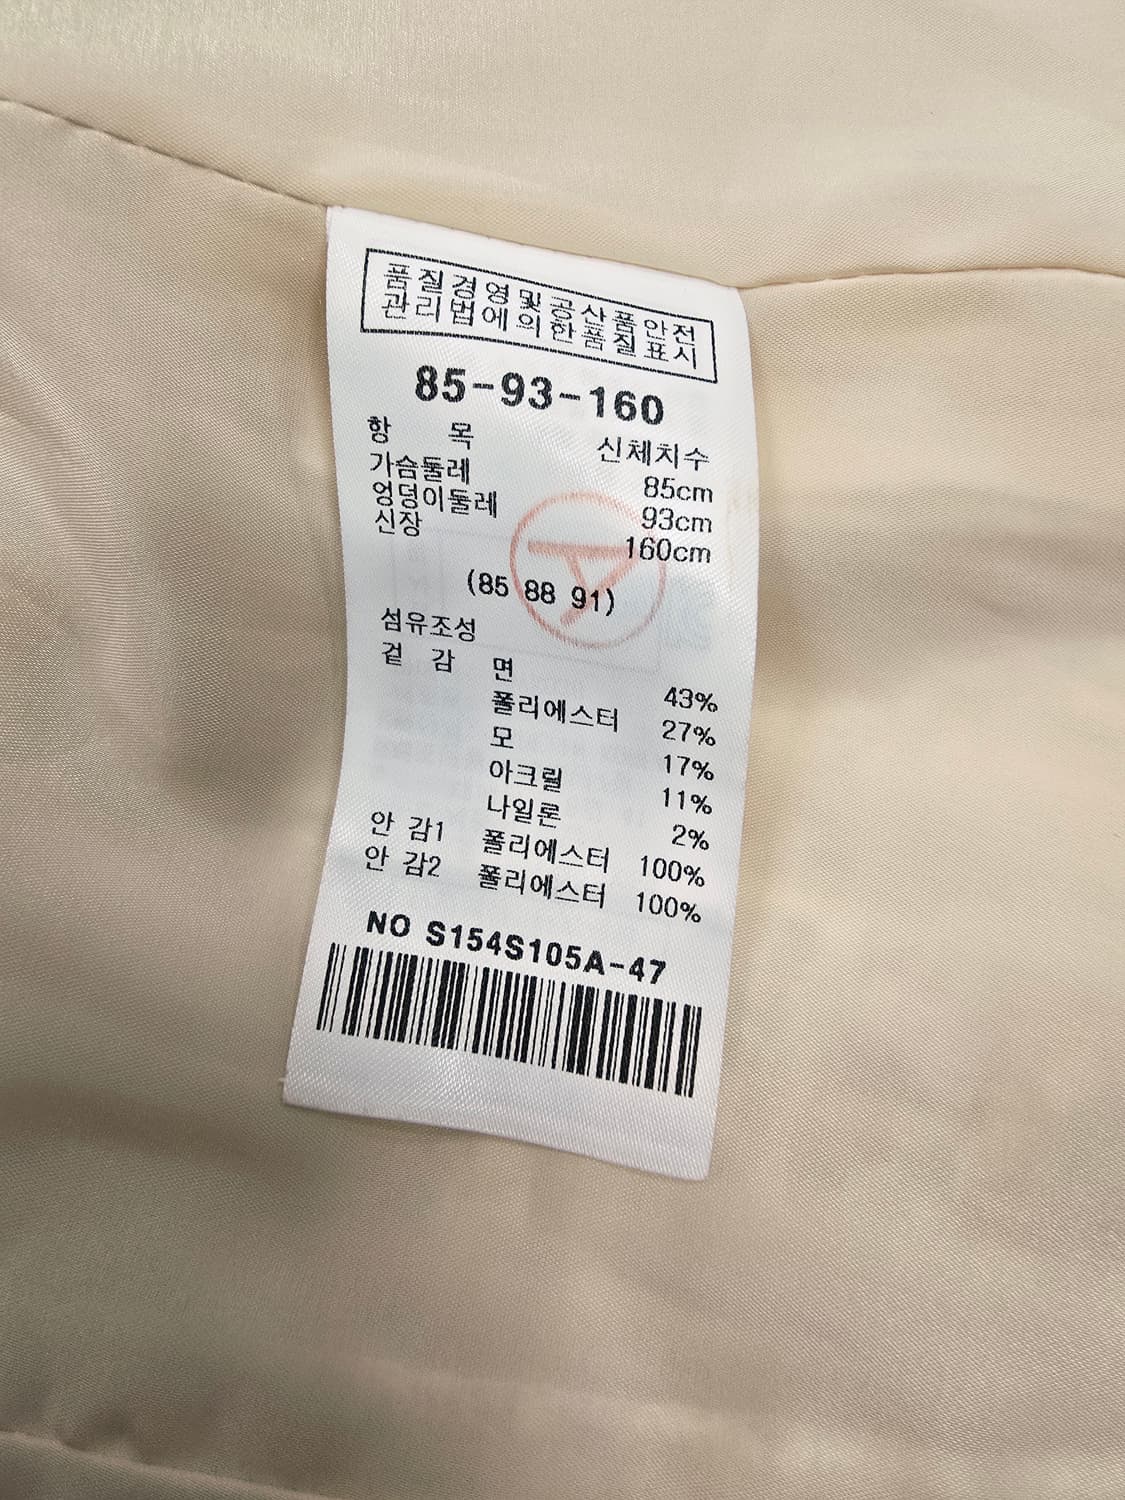 품질경영및공산품안전
관리법에의한품질표시
85-93-160
항 목 신체치수
가슴둘레 85cm
엉덩이둘레 93cm
신장 160cm
(85 88 91)
섬유조성
겉 감 면 43%
폴리에스터 27%
모 17%
아크릴 11%
나일론 2%
안 감1 폴리에스터 100%
안 감2 폴리에스터 100%
NO S154S105A-47